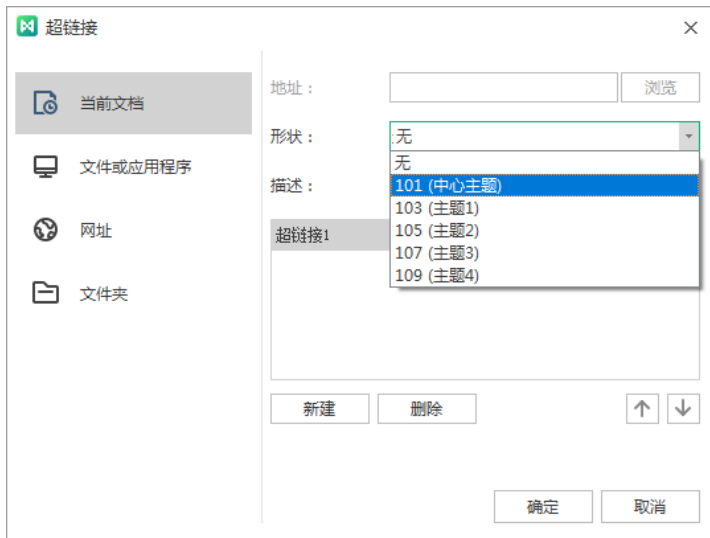 超链接
当前文档
文件或应用程序
网址
文件夹
地址：
浏览
形状：
无
无
101 (中心主题)
103 (主题1)
105 (主题2)
107 (主题3)
109 (主题4)
描述：
超链接1
新建
删除
确定
取消